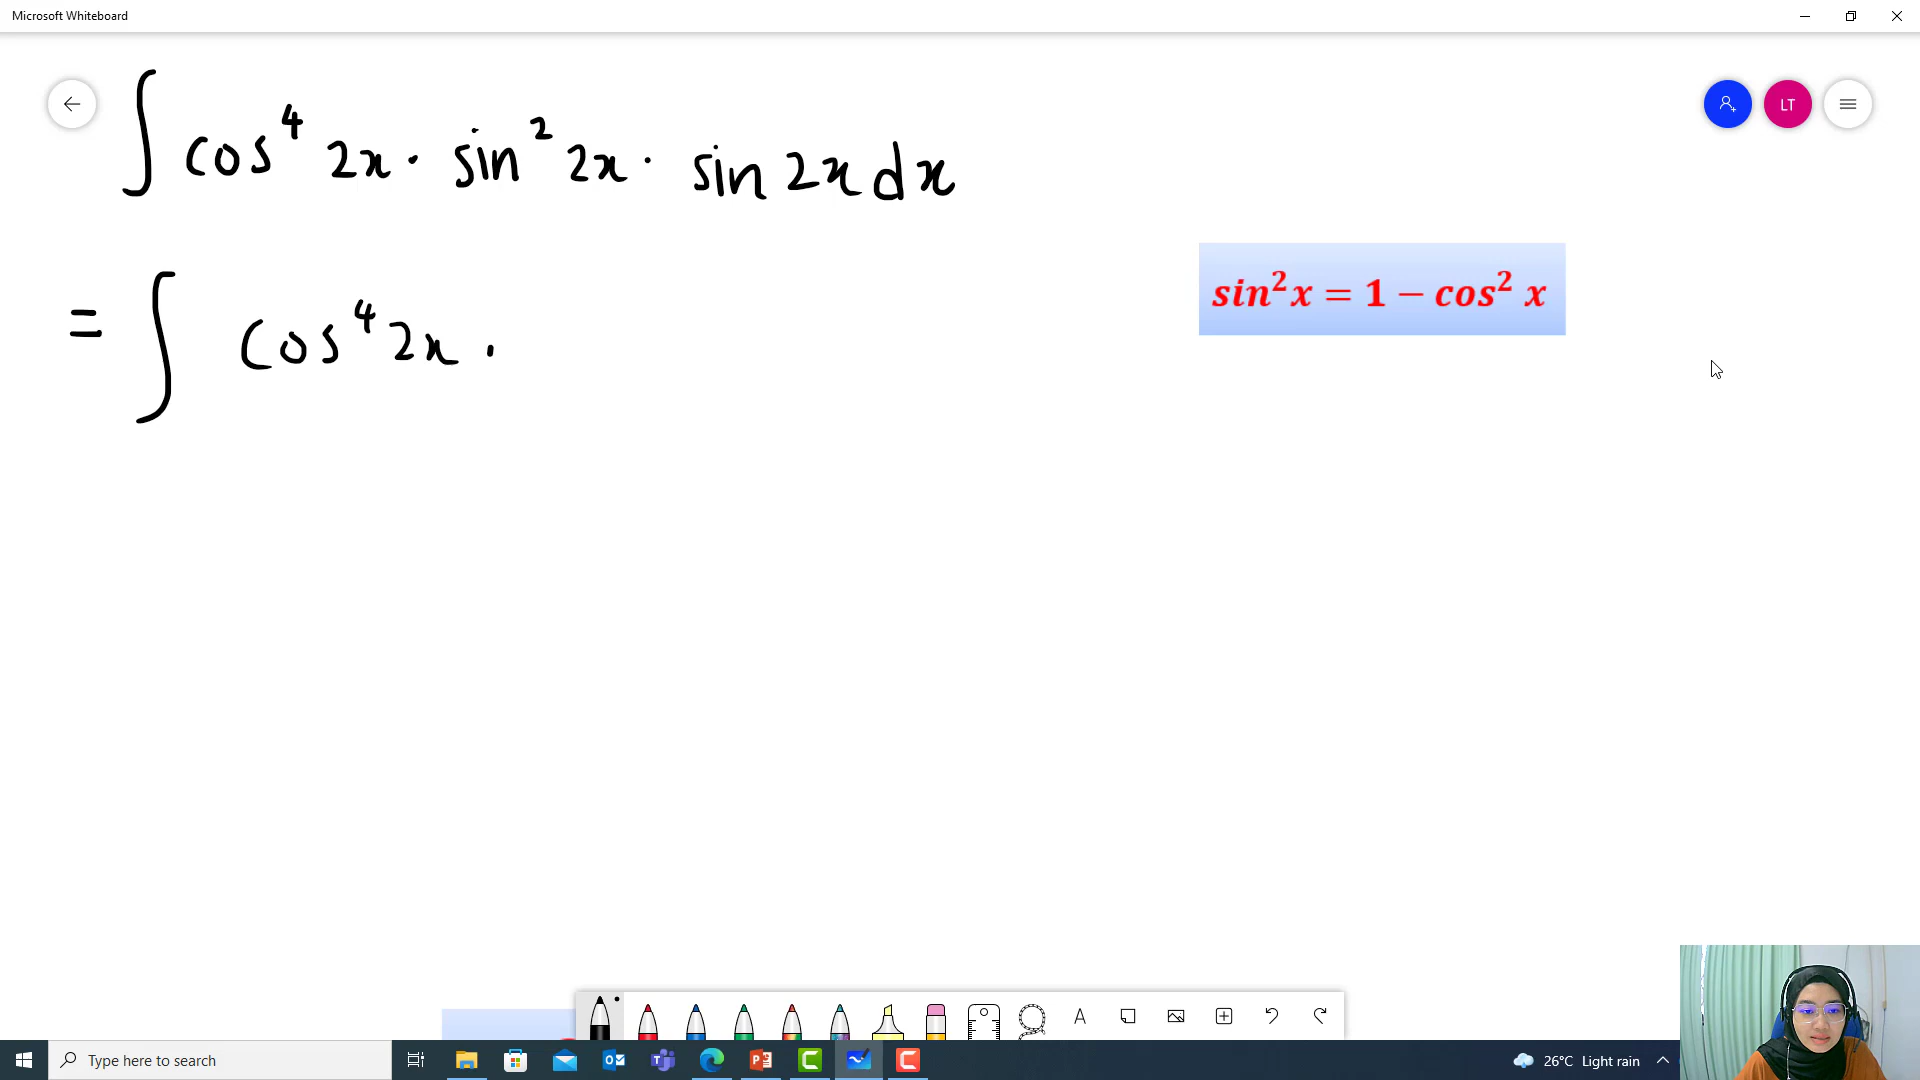 Microsoft Whiteboard
∫ cos⁴ 2x · sin² 2x · sin 2x dx
LT
sin²x = 1 − cos² x
= ∫ cos⁴ 2x ·
A
Type here to search
26°C Light rain